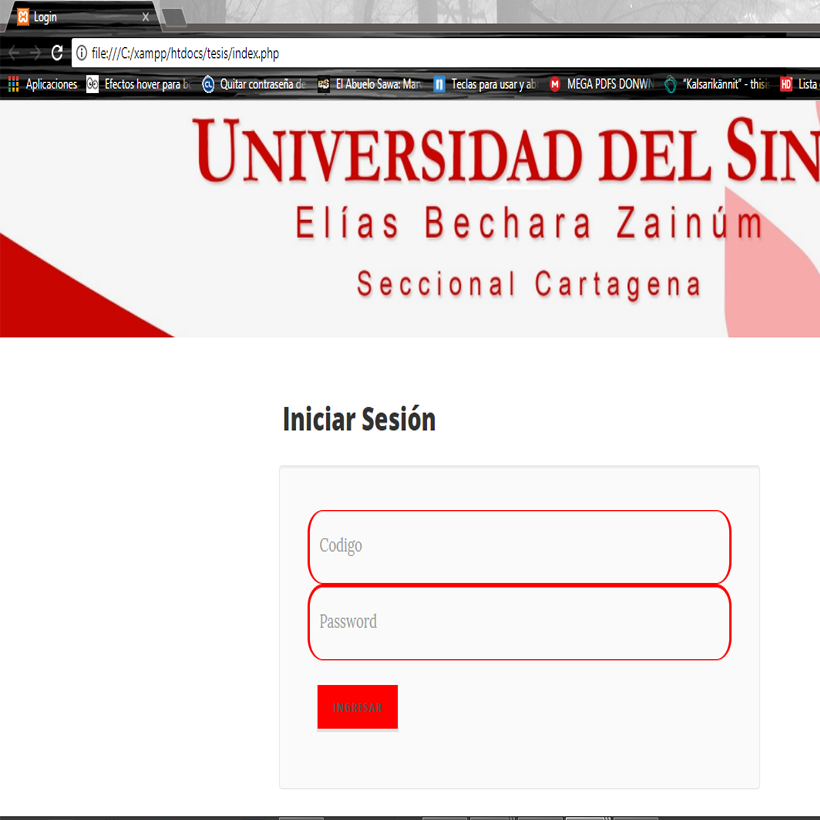 Login
file:///C:/xampp/htdocs/tesis/index.php
Aplicaciones Efectos hover para b Quitar contraseña de El Abuelo Sawa: Mar Teclas para usar y ab MEGA PDFS DONWN "Kalsarikännit" - this Lista
UNIVERSIDAD DEL SIN
Elías Bechara Zainúm
Seccional Cartagena
Iniciar Sesión
Codigo
Password
INGRESAR